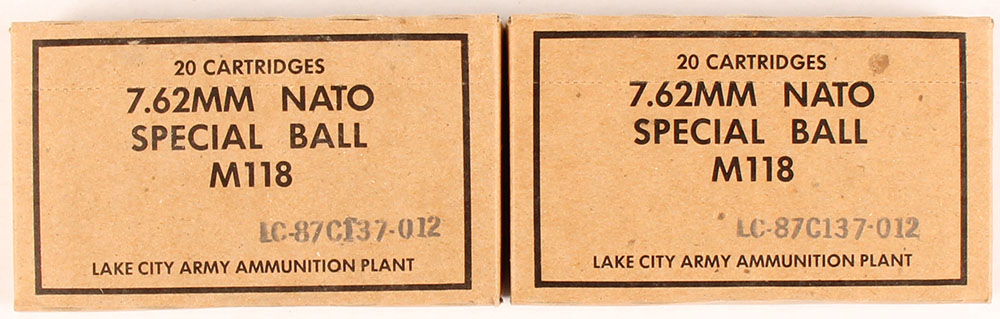 20 CARTRIDGES
7.62MM NATO
SPECIAL BALL
M118
LC-87C137-012
LAKE CITY ARMY AMMUNITION PLANT
20 CARTRIDGES
7.62MM NATO
SPECIAL BALL
M118
LC-87C137-012
LAKE CITY ARMY AMMUNITION PLANT